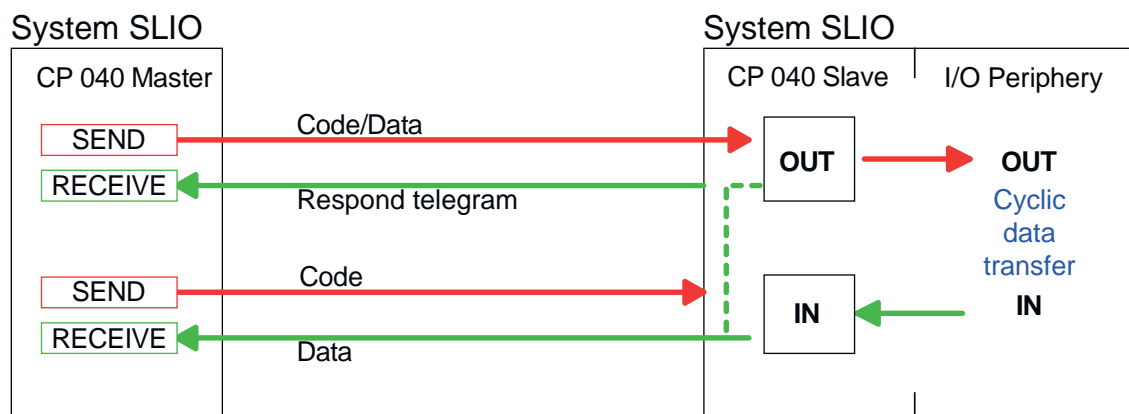 System SLIO
System SLIO
CP 040 Master
CP 040 Slave
I/O Periphery
SEND
Code/Data
OUT
OUT
RECEIVE
Respond telegram
Cyclic
data
transfer
SEND
Code
IN
IN
RECEIVE
Data